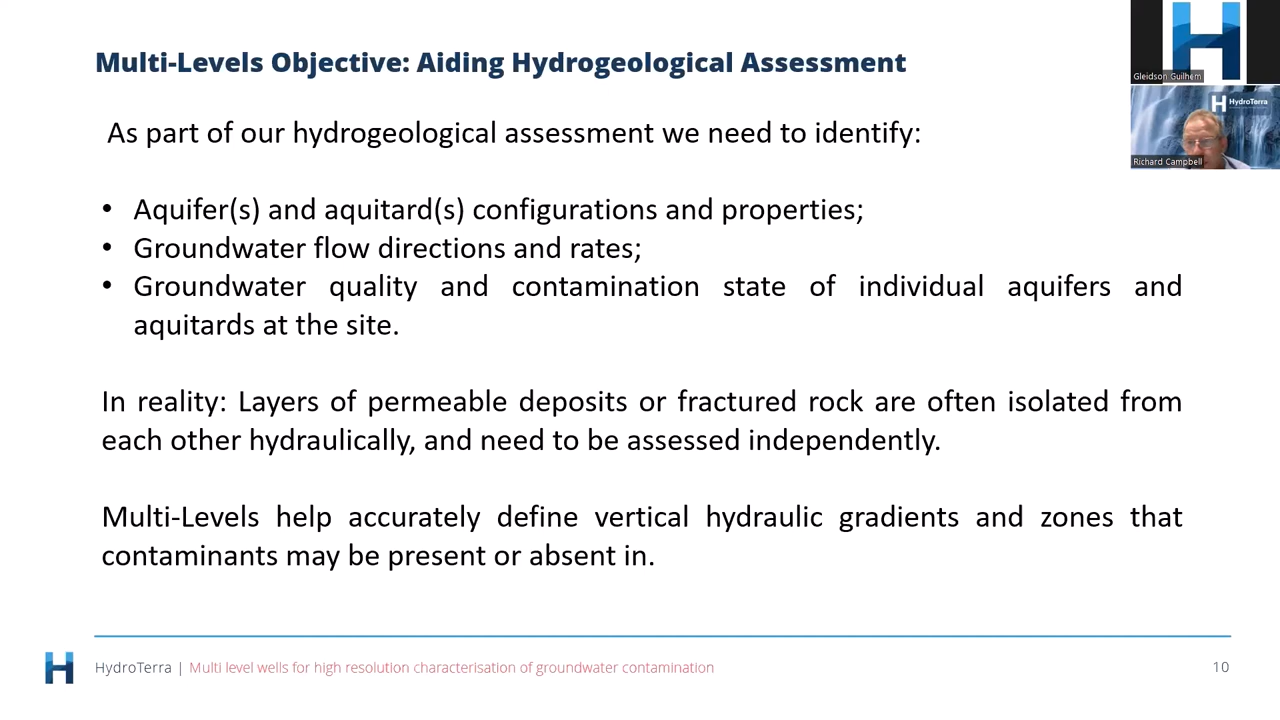 Multi-Levels Objective: Aiding Hydrogeological Assessment
Gleidson Guilhem
HydroTerra
Richard Campbell
As part of our hydrogeological assessment we need to identify:
• Aquifer(s) and aquitard(s) configurations and properties;
• Groundwater flow directions and rates;
• Groundwater quality and contamination state of individual aquifers and
aquitards at the site.
In reality: Layers of permeable deposits or fractured rock are often isolated from
each other hydraulically, and need to be assessed independently.
Multi-Levels help accurately define vertical hydraulic gradients and zones that
contaminants may be present or absent in.
HydroTerra | Multi level wells for high resolution characterisation of groundwater contamination
10